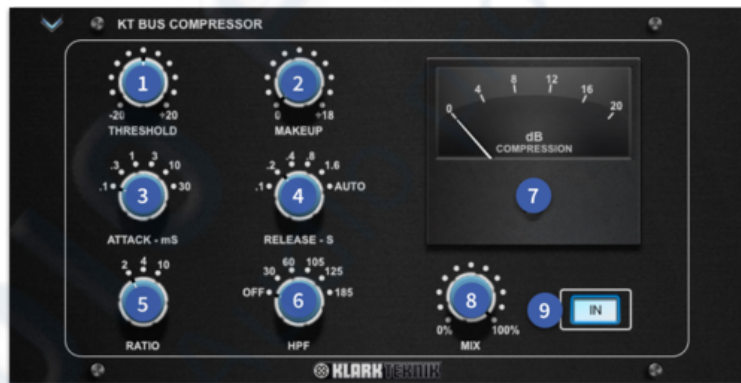 KT BUS COMPRESSOR
1
-20 +20
THRESHOLD
2
0 +18
MAKEUP
0 4 8 12 16 20
dB
COMPRESSION
7
.1 .3 1 3 10 30
3
ATTACK - mS
.1 .2 .4 .8 1.6 AUTO
4
RELEASE - S
2 4 10
5
RATIO
OFF 30 60 105 125 185
6
HPF
8
0% 100%
MIX
9 IN
KLARKTEKNIK